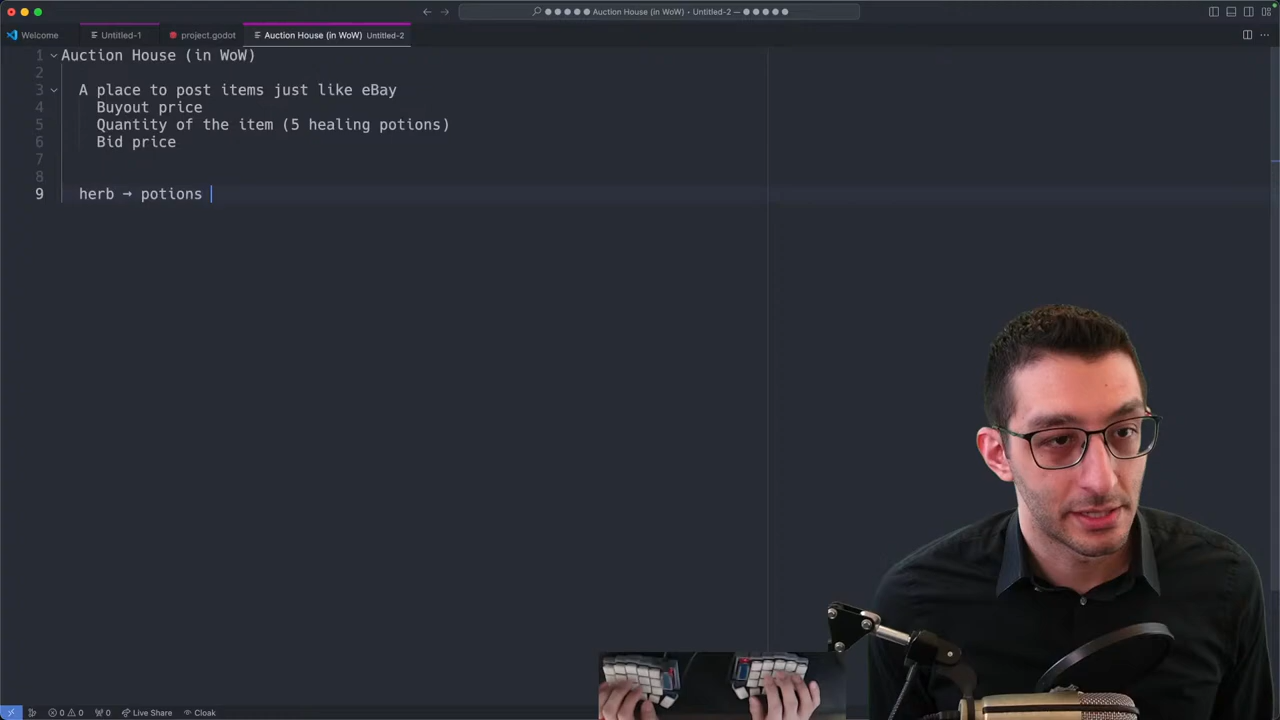 ●●●●● Auction House (in WoW) • Untitled-2 — ●●●●●
Welcome
Untitled-1
project.godot
Auction House (in WoW) Untitled-2
1 Auction House (in WoW)
2
3 A place to post items just like eBay
4 Buyout price
5 Quantity of the item (5 healing potions)
6 Bid price
7
8
9 herb → potions
0 0 0 Live Share Cloak